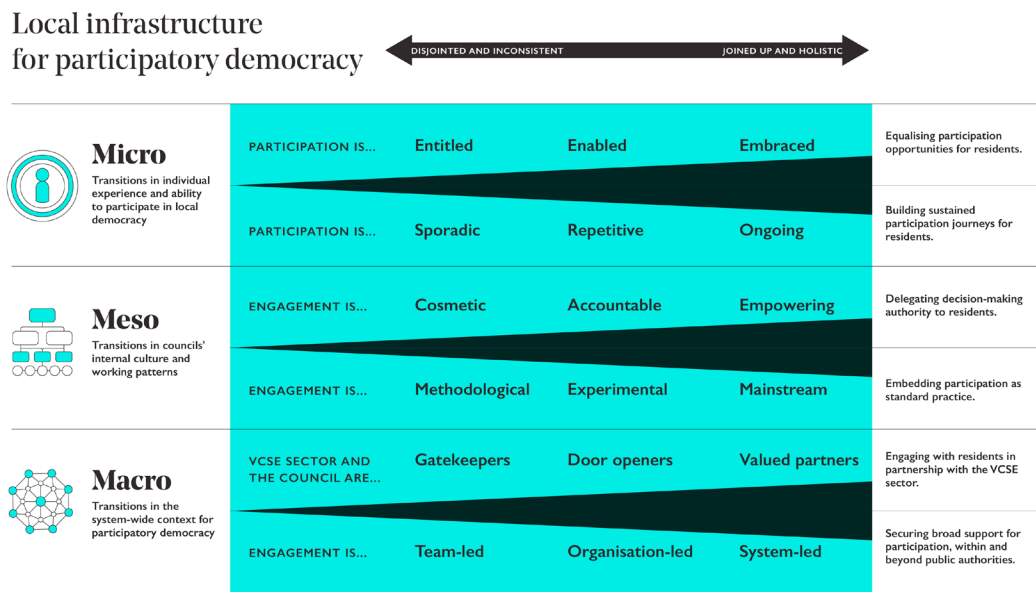 Local infrastructure
for participatory democracy
DISJOINTED AND INCONSISTENT
JOINED UP AND HOLISTIC
Micro
Transitions in individual
experience and ability
to participate in local
democracy
PARTICIPATION IS...
Entitled
Enabled
Embraced
Equalising participation
opportunities for residents.
PARTICIPATION IS...
Sporadic
Repetitive
Ongoing
Building sustained
participation journeys for
residents.
Meso
Transitions in councils’
internal culture and
working patterns
ENGAGEMENT IS...
Cosmetic
Accountable
Empowering
Delegating decision-making
authority to residents.
ENGAGEMENT IS...
Methodological
Experimental
Mainstream
Embedding participation as
standard practice.
Macro
Transitions in the
system-wide context for
participatory democracy
VCSE SECTOR AND
THE COUNCIL ARE...
Gatekeepers
Door openers
Valued partners
Engaging with residents in
partnership with the VCSE
sector.
ENGAGEMENT IS...
Team-led
Organisation-led
System-led
Securing broad support for
participation, within and
beyond public authorities.